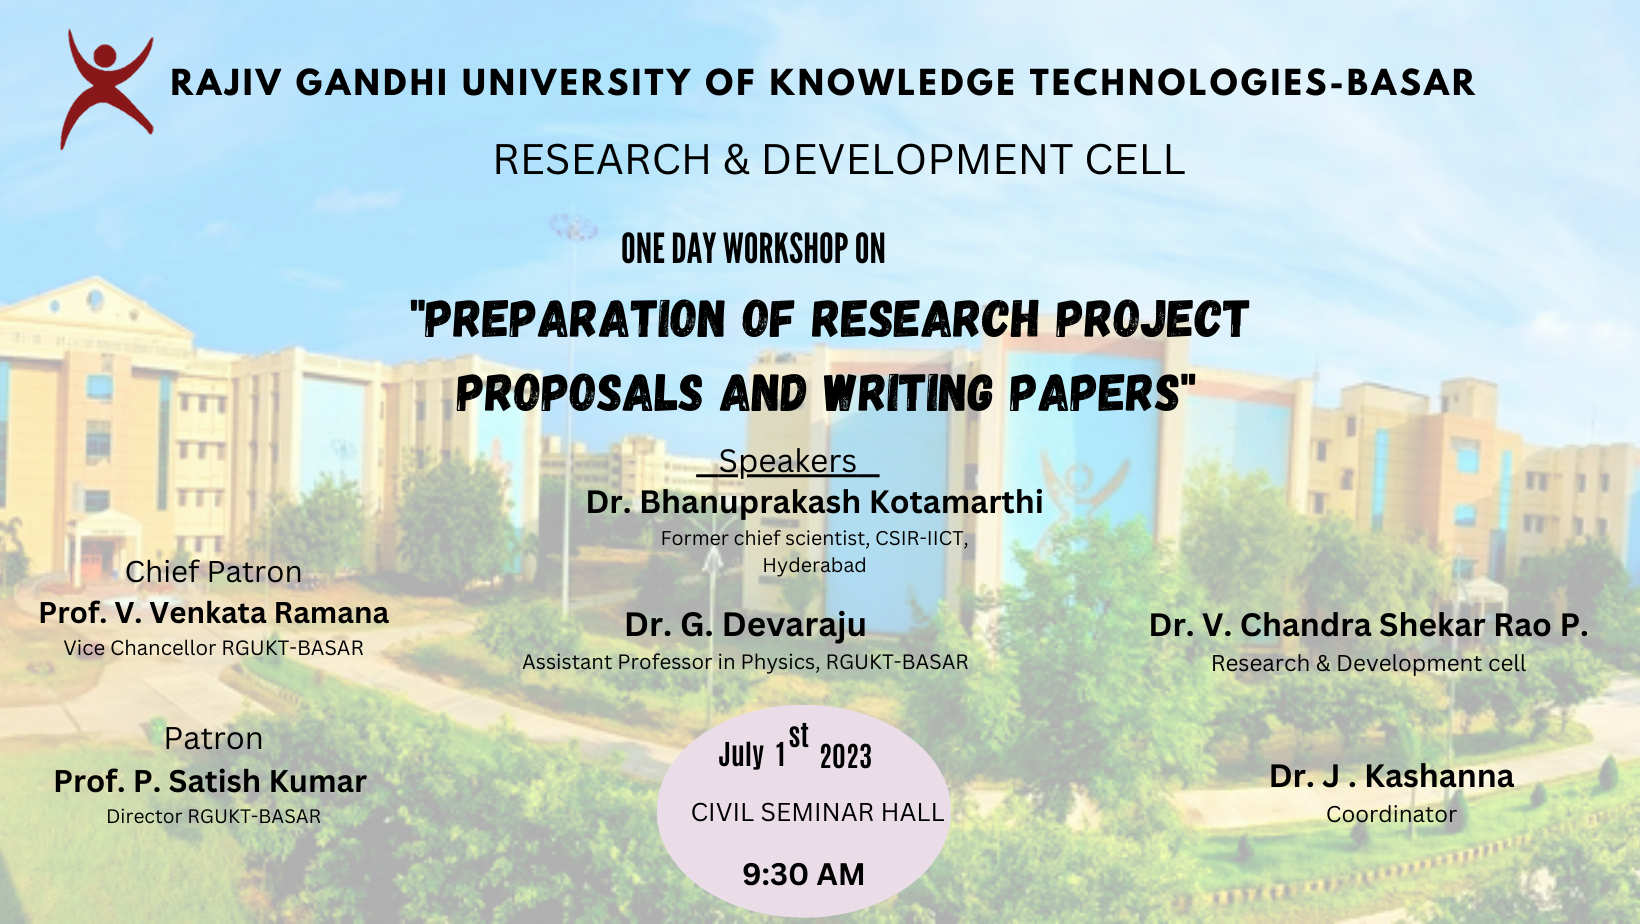 RAJIV GANDHI UNIVERSITY OF KNOWLEDGE TECHNOLOGIES-BASAR
RESEARCH & DEVELOPMENT CELL
ONE DAY WORKSHOP ON
"PREPARATION OF RESEARCH PROJECT
PROPOSALS AND WRITING PAPERS"
Speakers
Dr. Bhanuprakash Kotamarthi
Former chief scientist, CSIR-IICT,
Hyderabad
Dr. G. Devaraju
Assistant Professor in Physics, RGUKT-BASAR
Chief Patron
Prof. V. Venkata Ramana
Vice Chancellor RGUKT-BASAR
Patron
Prof. P. Satish Kumar
Director RGUKT-BASAR
Dr. V. Chandra Shekar Rao P.
Research & Development cell
Dr. J . Kashanna
Coordinator
July 1st 2023
CIVIL SEMINAR HALL
9:30 AM